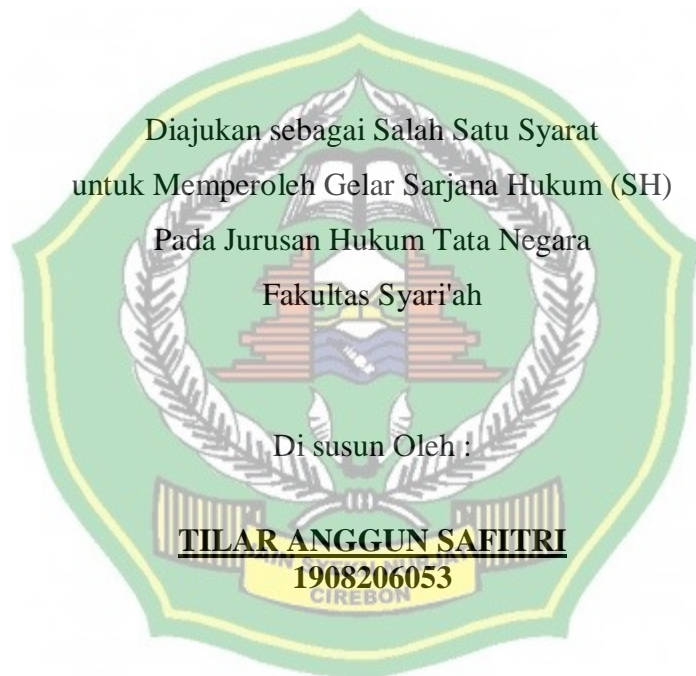 Diajukan sebagai Salah Satu Syarat
untuk Memperoleh Gelar Sarjana Hukum (SH)
Pada Jurusan Hukum Tata Negara
Fakultas Syari'ah
Di susun Oleh :
TILAR ANGGUN SAFITRI
1908206053
CIREBON